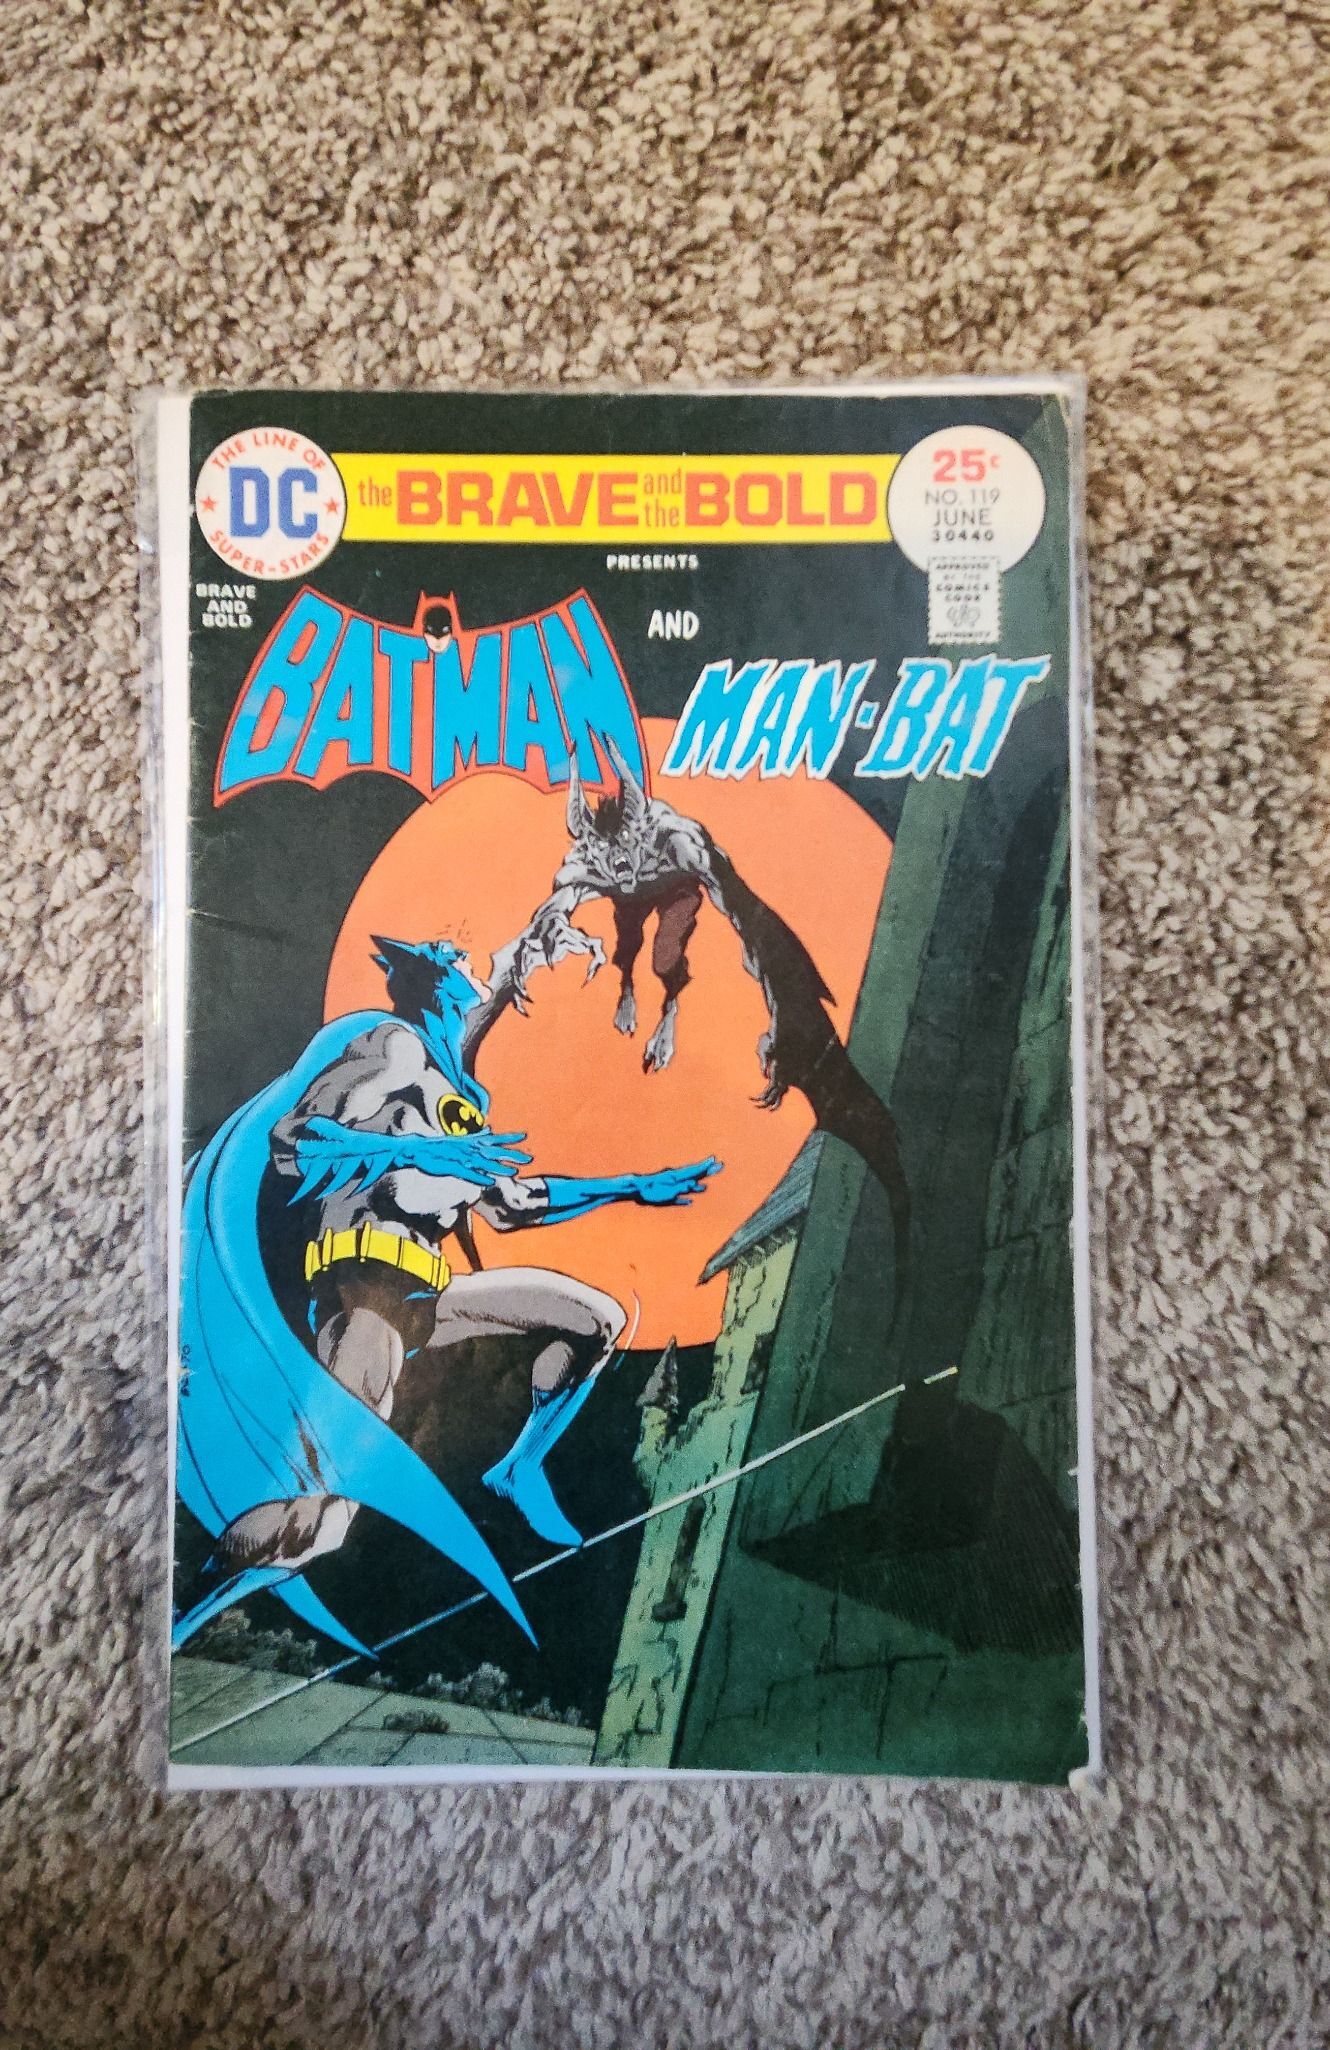 THE LINE OF
DC
SUPER-STARS
the BRAVE and the BOLD
25¢
NO. 119
JUNE
30440
PRESENTS
APPROVED
BY THE
COMICS
CODE
AUTHORITY
BRAVE
AND
BOLD
BATMAN
AND
MAN-BAT